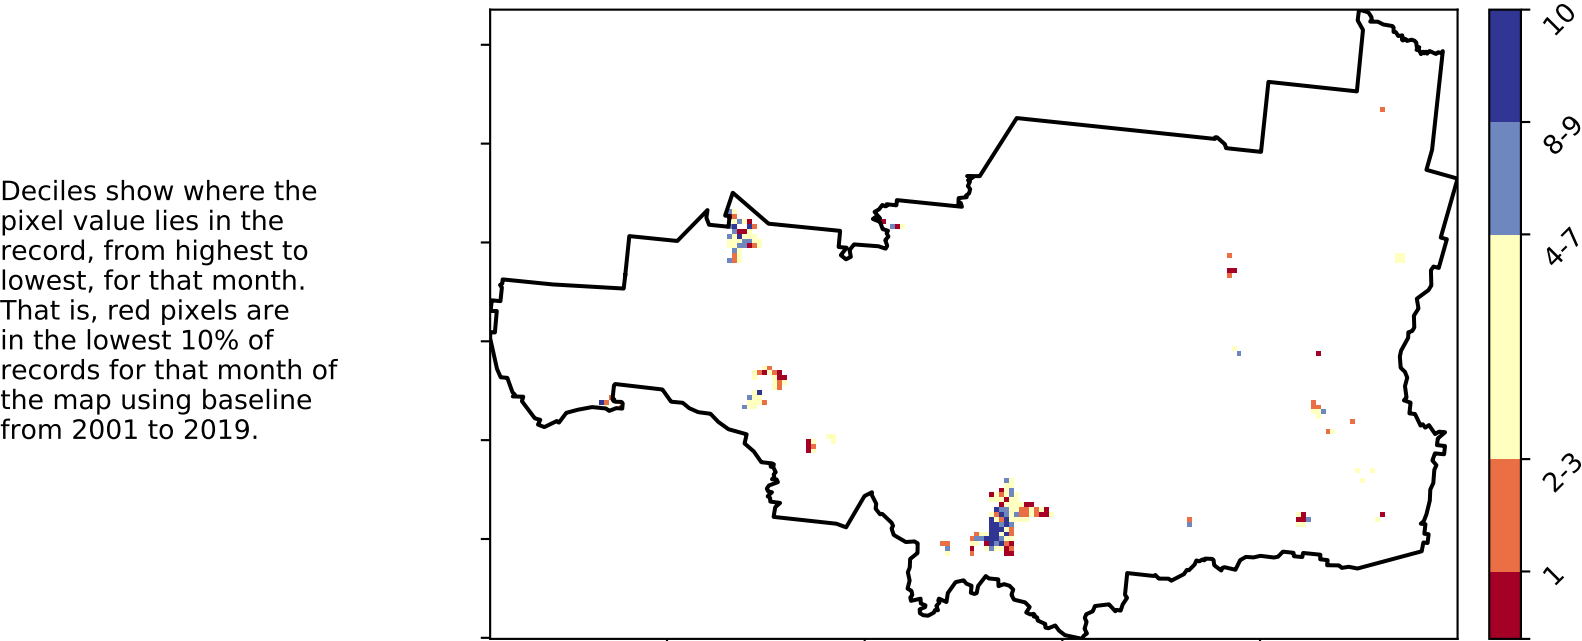 Deciles show where the
pixel value lies in the
record, from highest to
lowest, for that month.
That is, red pixels are
in the lowest 10% of
records for that month of
the map using baseline
from 2001 to 2019.
10
8-9
4-7
2-3
1